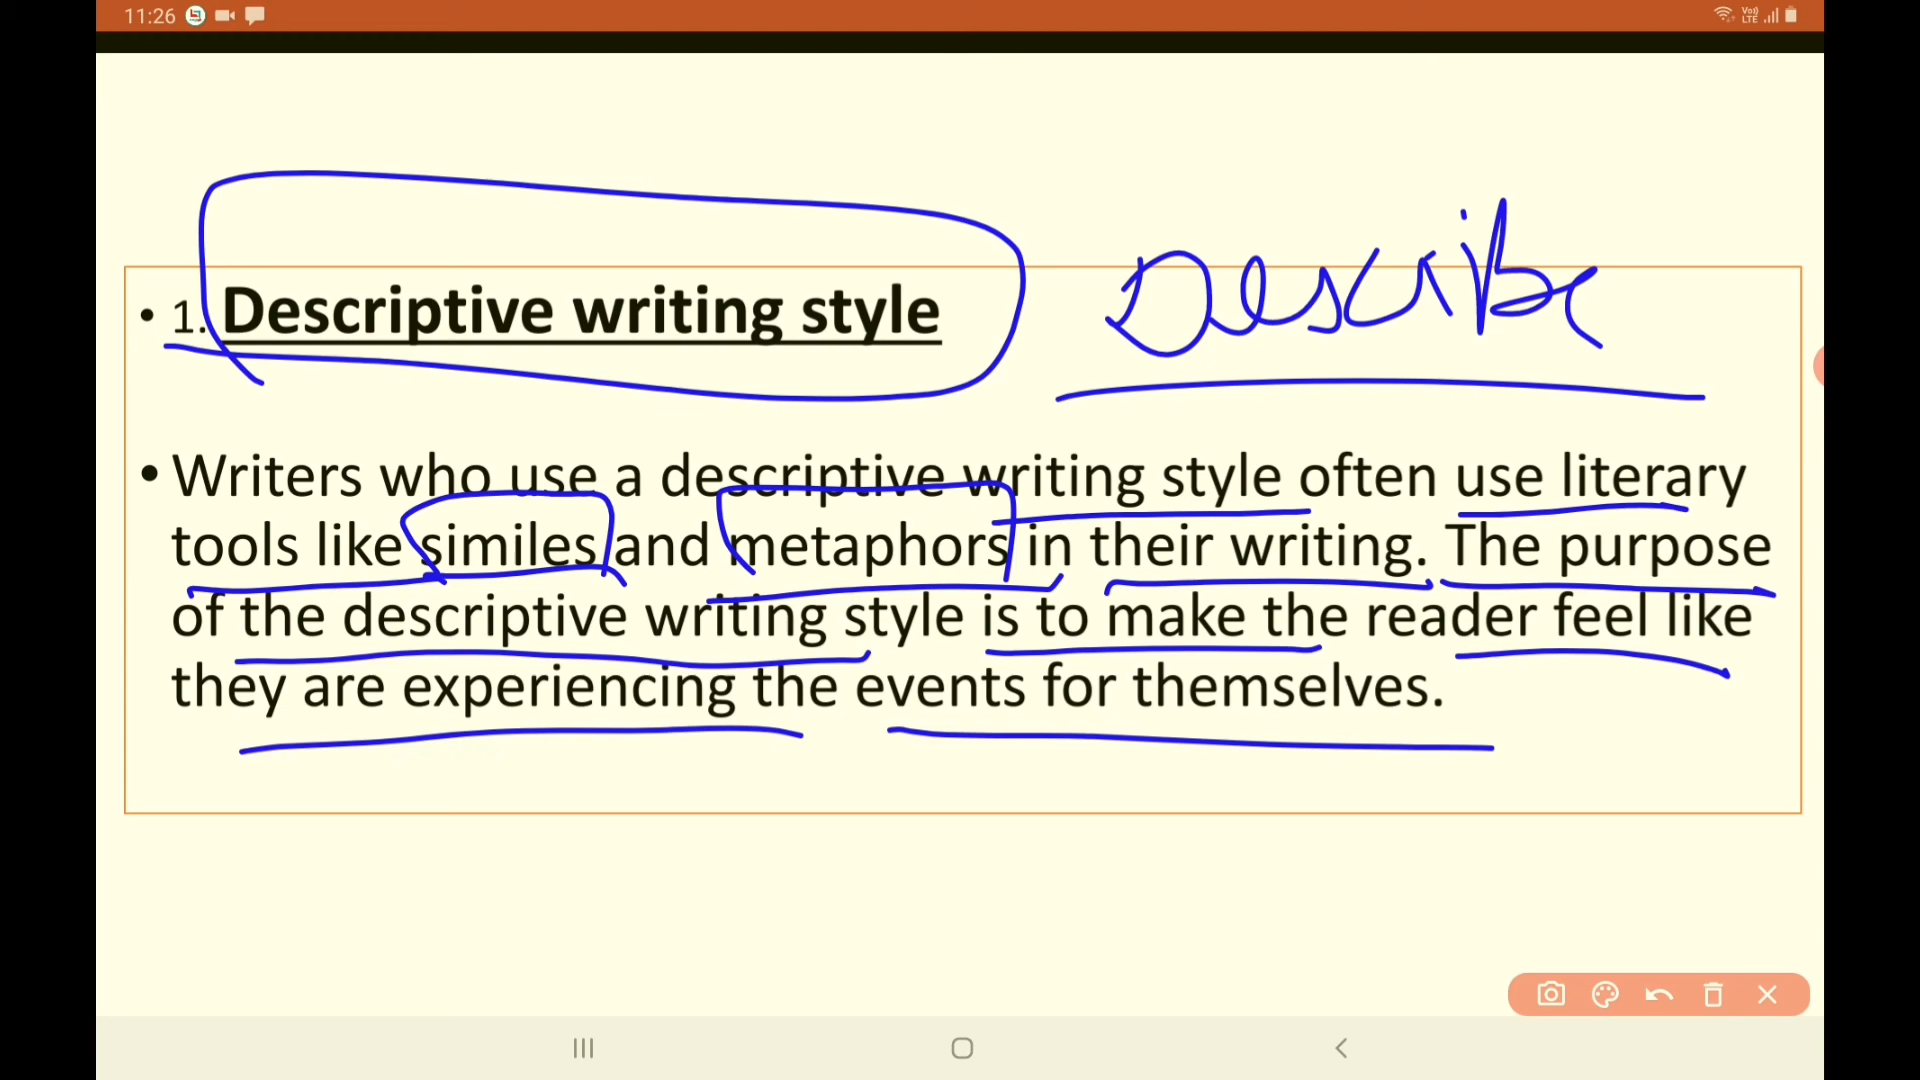 11:26
Vo))
LTE
Describe
• 1. Descriptive writing style
• Writers who use a descriptive writing style often use literary
tools like similes and metaphors in their writing. The purpose
of the descriptive writing style is to make the reader feel like
they are experiencing the events for themselves.